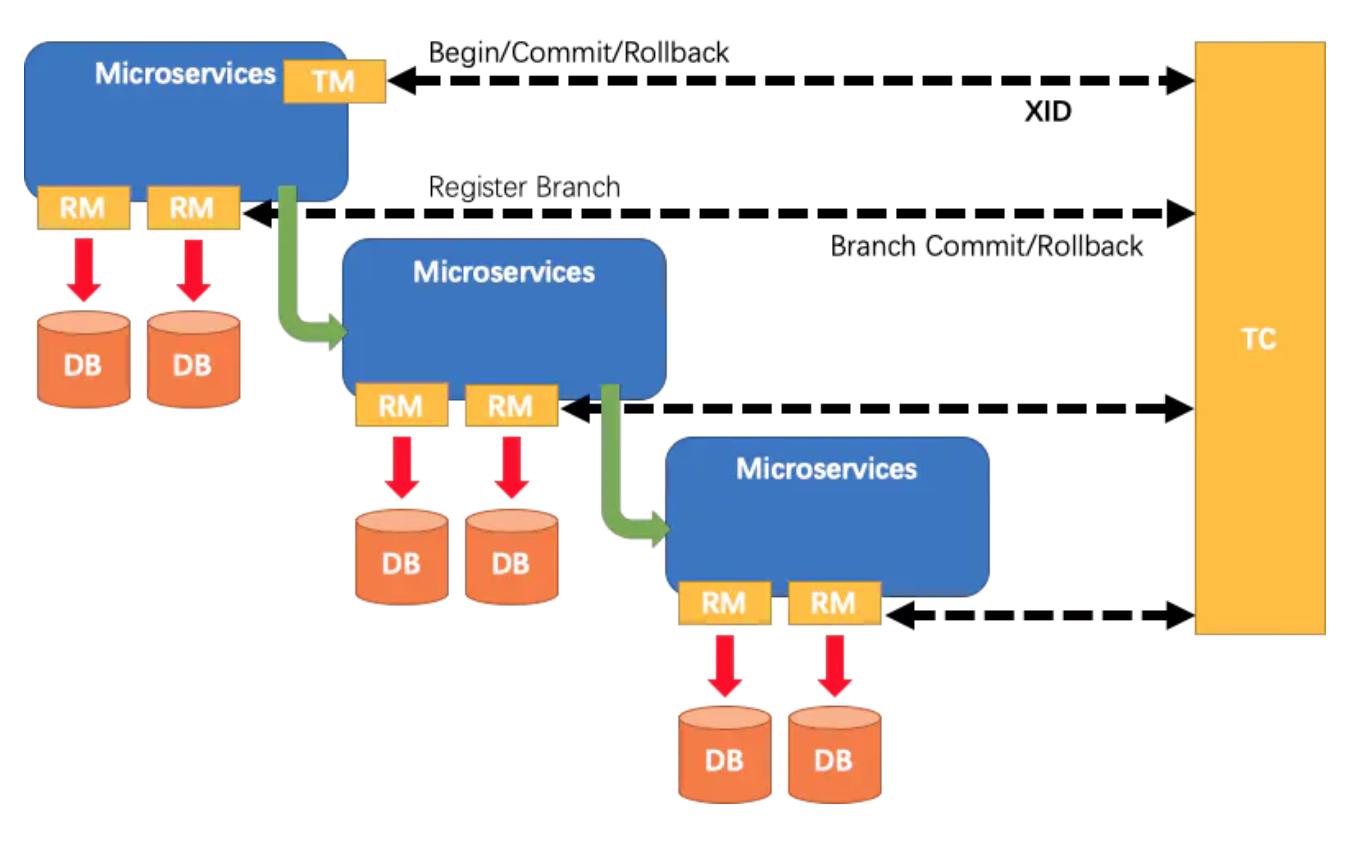 Begin/Commit/Rollback
Microservices
TM
XID
Register Branch
RM
RM
Branch Commit/Rollback
Microservices
TC
DB
DB
RM
RM
Microservices
DB
DB
RM
RM
DB
DB